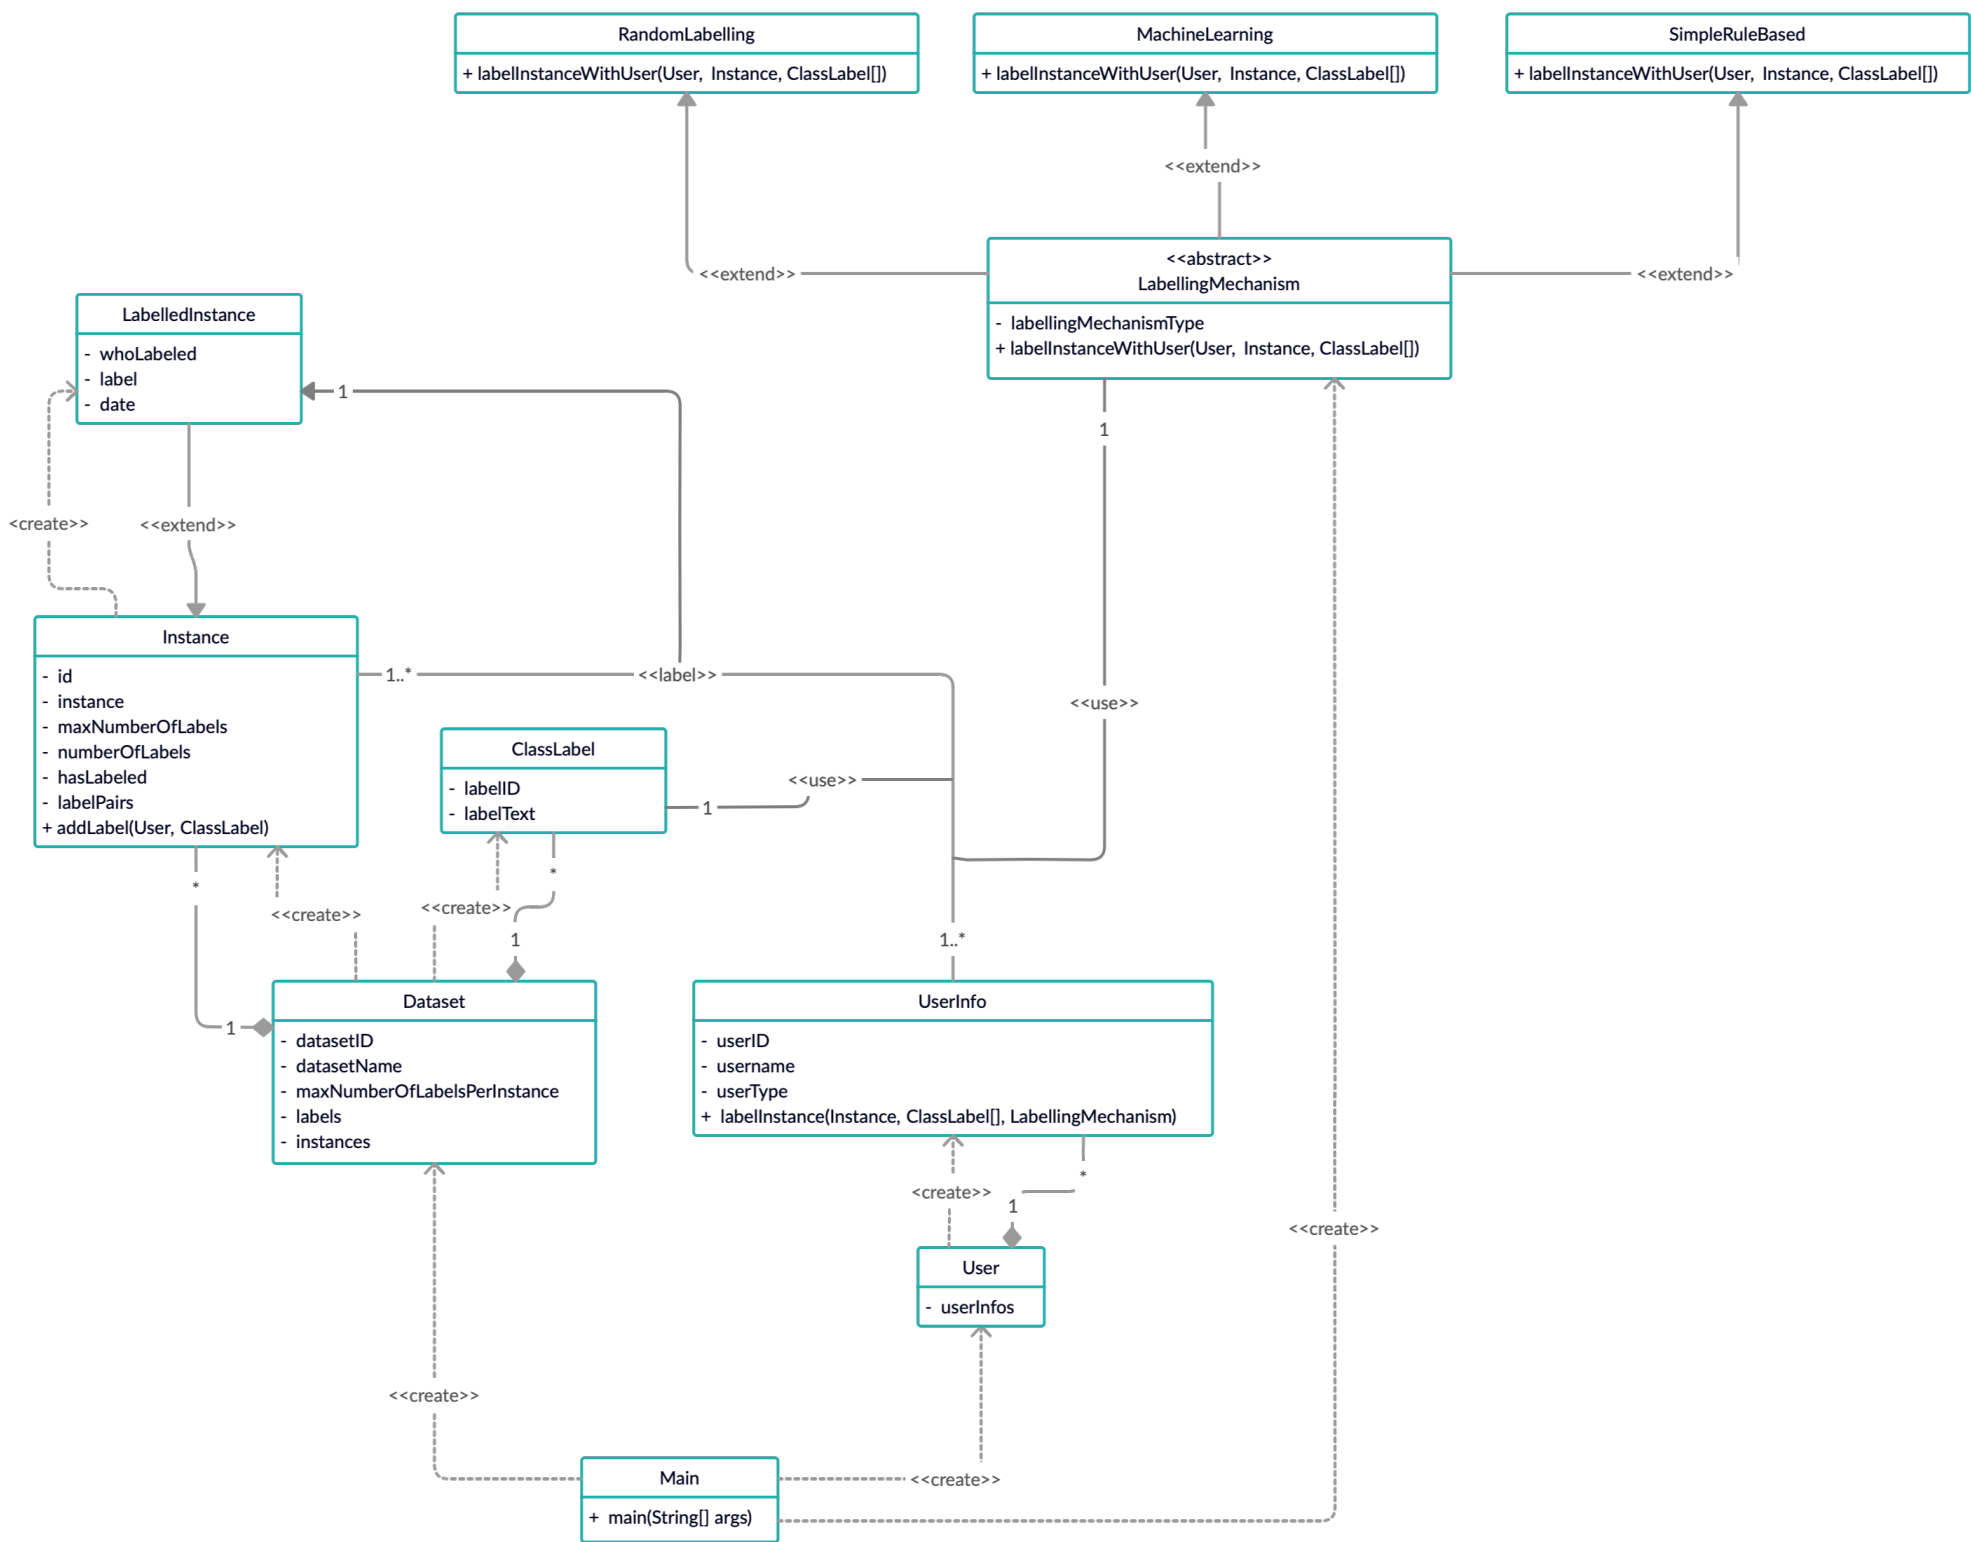 RandomLabelling
+ labelInstanceWithUser(User, Instance, ClassLabel[])
MachineLearning
+ labelInstanceWithUser(User, Instance, ClassLabel[])
SimpleRuleBased
+ labelInstanceWithUser(User, Instance, ClassLabel[])
<<extend>>
<<extend>>
<<extend>>
<<abstract>>
LabellingMechanism
- labellingMechanismType
+ labelInstanceWithUser(User, Instance, ClassLabel[])
LabelledInstance
- whoLabeled
- label
- date
1
1
<create>>
<<extend>>
Instance
- id
- instance
- maxNumberOfLabels
- numberOfLabels
- hasLabeled
- labelPairs
+ addLabel(User, ClassLabel)
1..*
<<label>>
<<use>>
ClassLabel
- labelID
- labelText
<<use>>
1
*
<<create>>
<<create>>
*
1
1..*
1
Dataset
- datasetID
- datasetName
- maxNumberOfLabelsPerInstance
- labels
- instances
UserInfo
- userID
- username
- userType
+ labelInstance(Instance, ClassLabel[], LabellingMechanism)
<create>>
*
1
<<create>>
User
- userInfos
<<create>>
<<create>>
Main
+ main(String[] args)